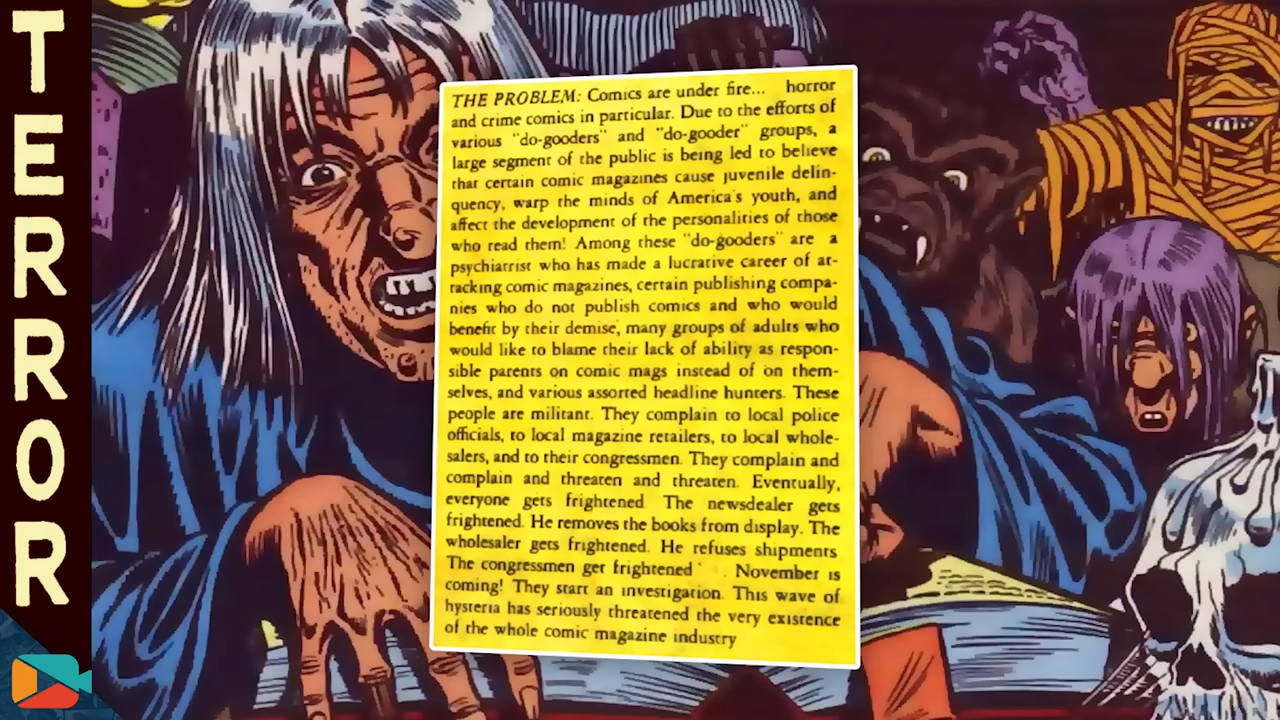 TERROR
THE PROBLEM: Comics are under fire... horror
and crime comics in particular. Due to the efforts of
various "do-gooders" and "do-gooder" groups, a
large segment of the public is being led to believe
that certain comic magazines cause juvenile delin-
quency, warp the minds of America's youth, and
affect the development of the personalities of those
who read them! Among these "do-gooders" are a
psychiatrist who has made a lucrative career of at-
tacking comic magazines, certain publishing compa-
nies who do not publish comics and who would
benefit by their demise, many groups of adults who
would like to blame their lack of ability as respon-
sible parents on comic mags instead of on them-
selves, and various assorted headline hunters. These
people are militant. They complain to local police
officials, to local magazine retailers, to local whole-
salers, and to their congressmen. They complain and
complain and threaten and threaten. Eventually,
everyone gets frightened. The newsdealer gets
frightened. He removes the books from display. The
wholesaler gets frightened. He refuses shipments
The congressmen get frightened November is
coming! They start an investigation. This wave of
hysteria has seriously threatened the very existence
of the whole comic magazine industry